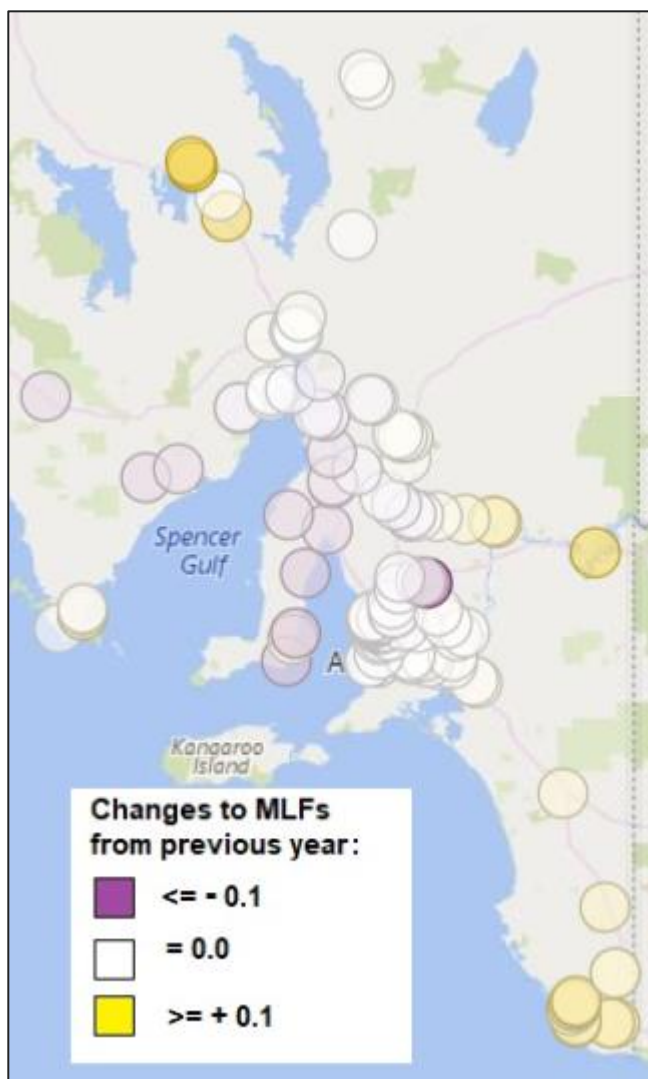 Spencer
Gulf
A
Kangaroo
Island
Changes to MLFs
from previous year:
<= - 0.1
= 0.0
>= + 0.1